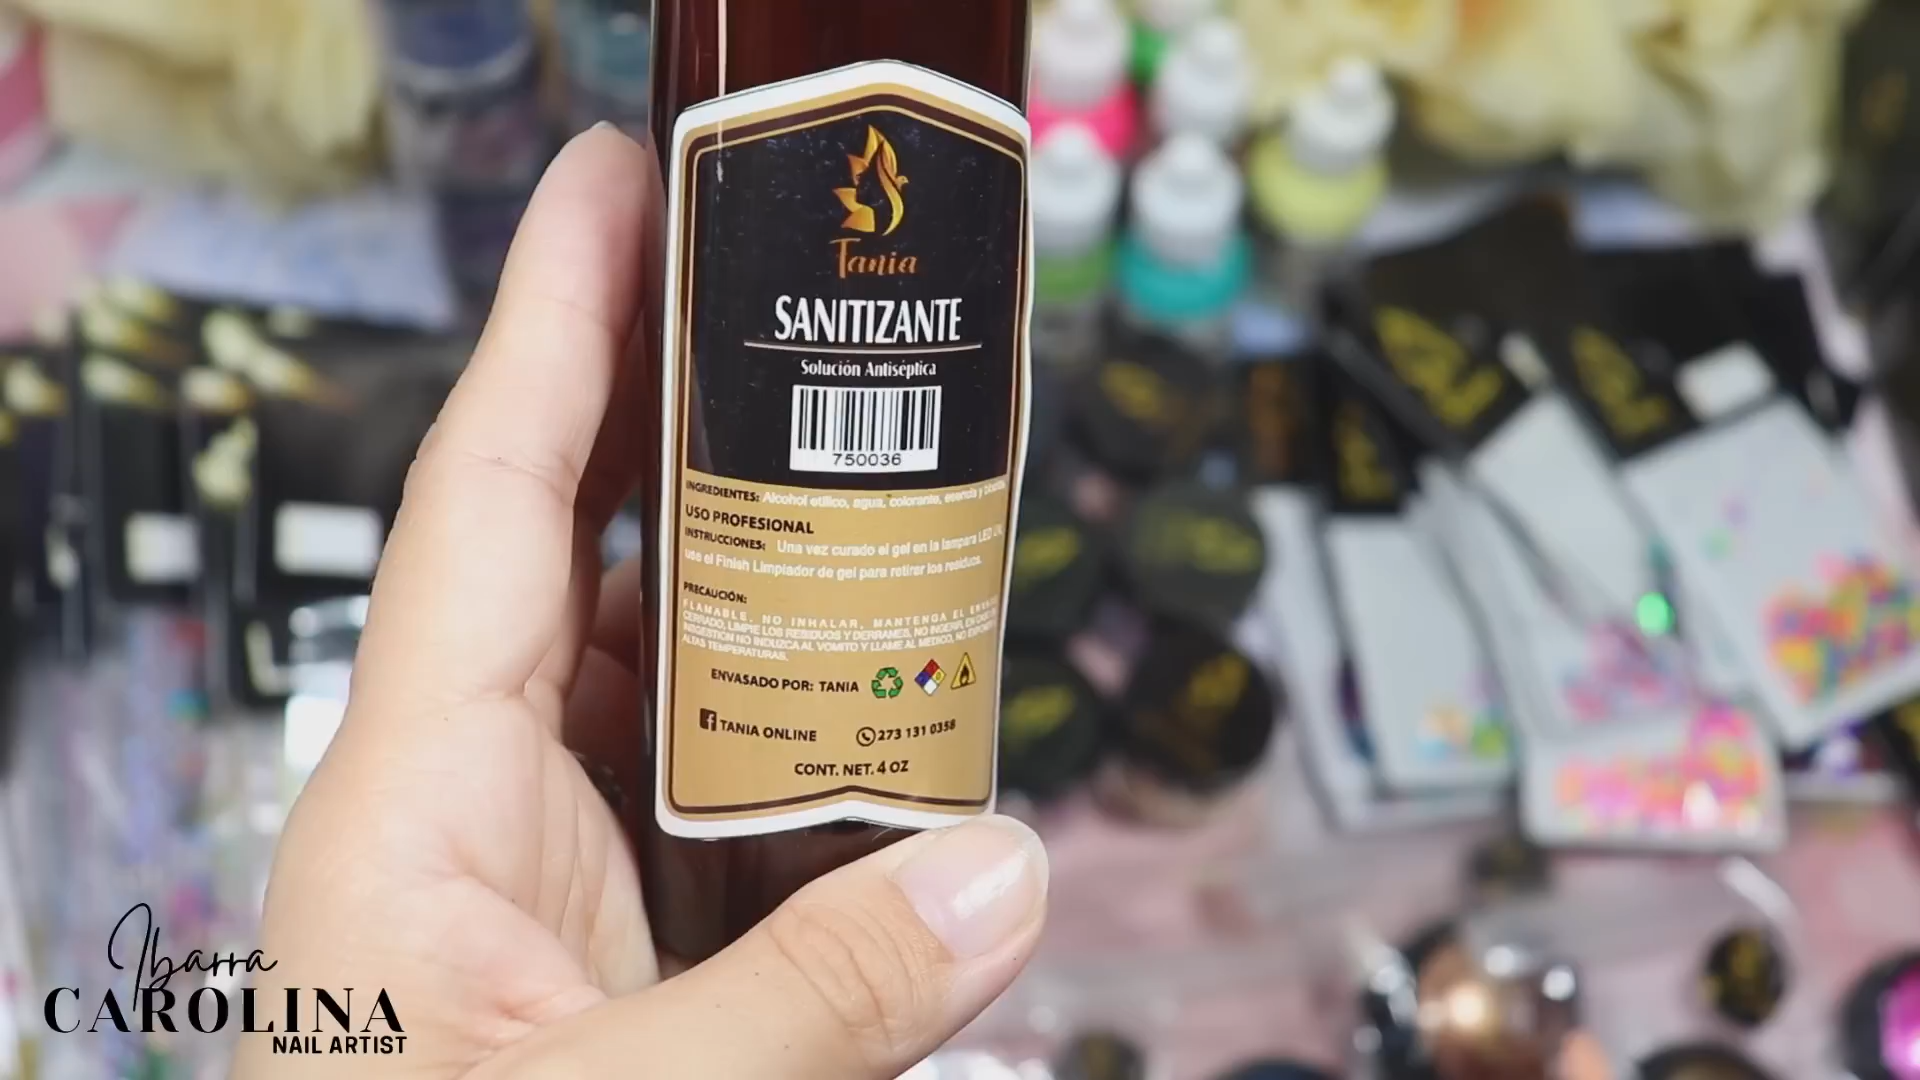 Tania
SANITIZANTE
Solución Antiséptica
750036
INGREDIENTES: Alcohol etílico, agua, colorante, esencia y
USO PROFESIONAL
INSTRUCCIONES: Una vez curado el gel en la lampara LED UV,
use el Finish Limpiador de gel para retirar los residuos.
PRECAUCIÓN:
FLAMABLE, NO INHALAR, MANTENGA EL ENVASE
CERRADO, LIMPIE LOS RESIDUOS Y DERRAMES, NO INGERIR, EN CASO DE
INGESTION NO INDUZCA AL VOMITO Y LLAME AL MEDICO, NO EXPONER
ALTAS TEMPERATURAS.
ENVASADO POR: TANIA
TANIA ONLINE
273 131 0358
CONT. NET. 4 OZ
Ibarra
CAROLINA
NAIL ARTIST